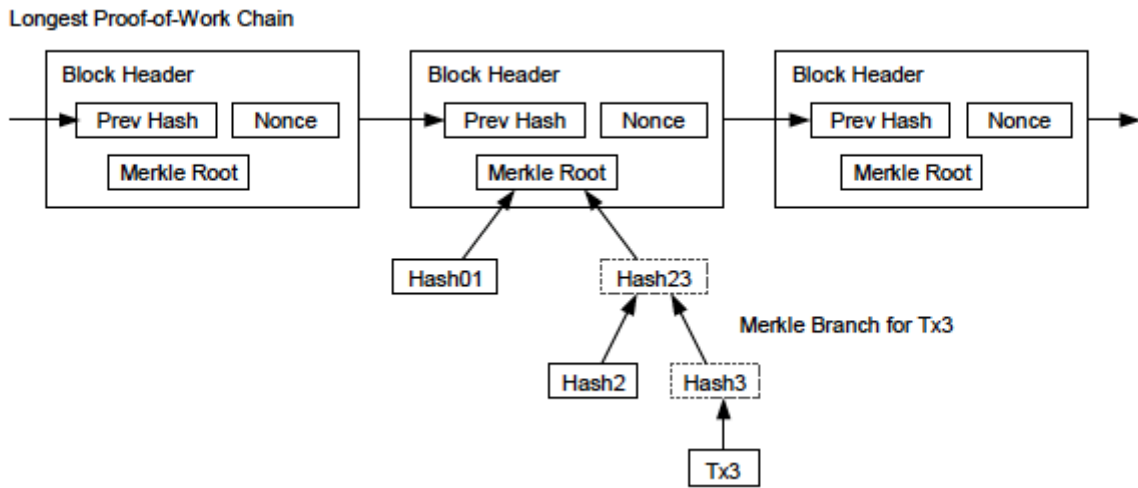 Longest Proof-of-Work Chain
Block Header Block Header Block Header
Prev Hash Nonce Prev Hash Nonce Prev Hash Nonce
Merkle Root Merkle Root Merkle Root
Hash01 Hash23
Merkle Branch for Tx3
Hash2 Hash3
Tx3